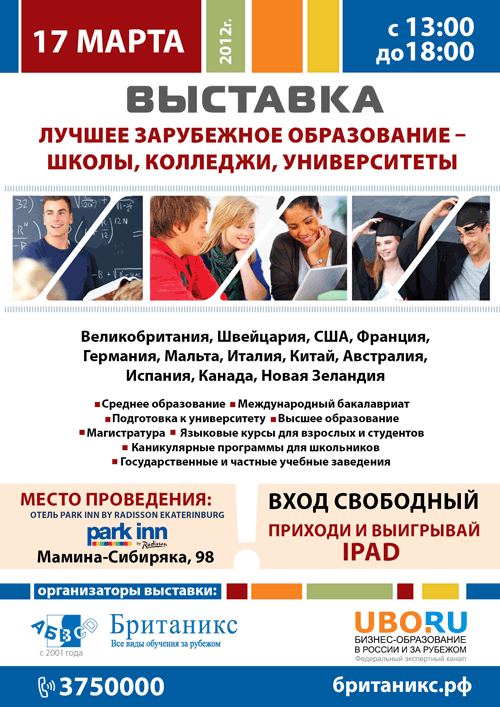 17 МАРТА
2012г.
с 13:00
до 18:00
ВЫСТАВКА
ЛУЧШЕЕ ЗАРУБЕЖНОЕ ОБРАЗОВАНИЕ –
ШКОЛЫ, КОЛЛЕДЖИ, УНИВЕРСИТЕТЫ
Великобритания, Швейцария, США, Франция,
Германия, Мальта, Италия, Китай, Австралия,
Испания, Канада, Новая Зеландия
▪Среднее образование ▪Международный бакалавриат
▪Подготовка к университету ▪Высшее образование
▪Магистратура ▪ Языковые курсы для взрослых и студентов
▪ Каникулярные программы для школьников
▪Государственные и частные учебные заведения
МЕСТО ПРОВЕДЕНИЯ:
ОТЕЛЬ PARK INN BY RADISSON EKATERINBURG
park inn
by Radisson
Мамина-Сибиряка, 98
!
ВХОД СВОБОДНЫЙ
ПРИХОДИ И ВЫИГРЫВАЙ
IPAD
организаторы выставки:
с 2001 года
Британикс
Все виды обучения за рубежом
UBO.RU
БИЗНЕС-ОБРАЗОВАНИЕ
В РОССИИ И ЗА РУБЕЖОМ
Федеральный экспертный канал
3750000
британикс.рф